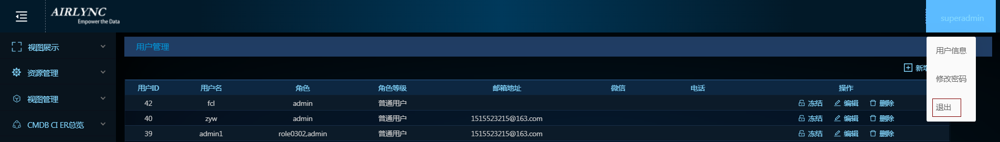 AIRLYNC
Empower the Data
superadmin
视图展示
资源管理
视图管理
CMDB CI ER总览
用户管理
用户信息
修改密码
退出
新增
用户ID 用户名 角色 角色等级 邮箱地址 微信 电话 操作
42 fcl admin 普通用户 冻结 编辑 删除
40 zyw admin 普通用户 1515523215@163.com 冻结 编辑 删除
39 admin1 role0302,admin 普通用户 1515523215@163.com 冻结 编辑 删除